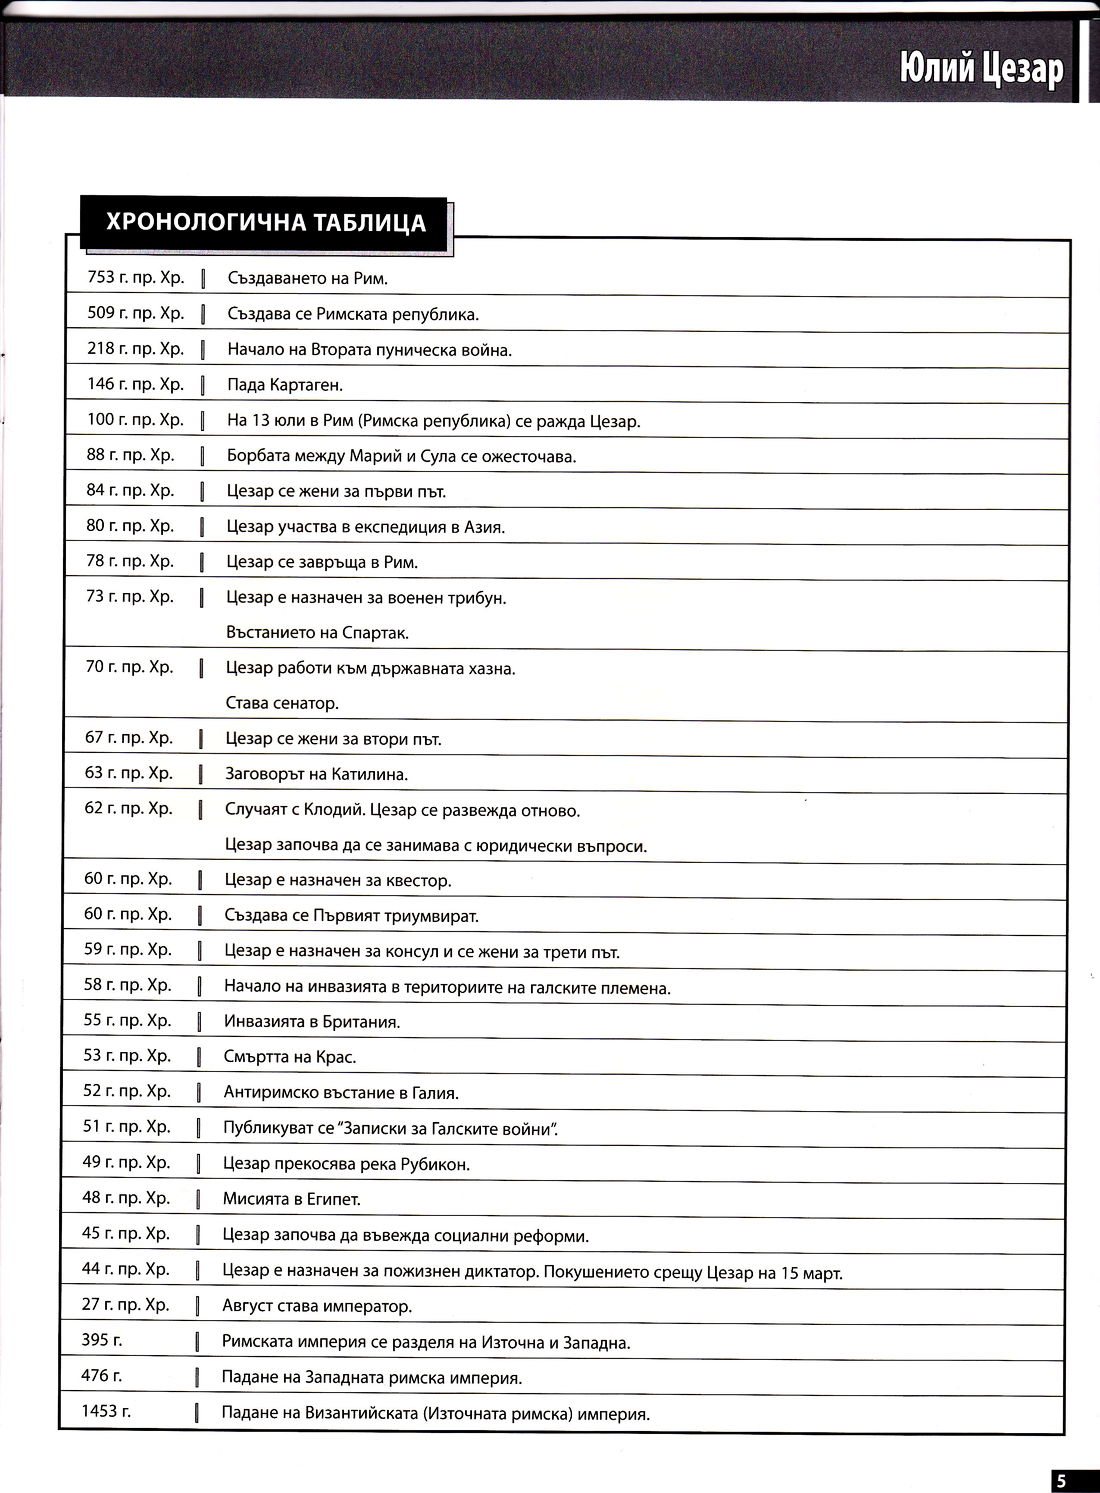 Юлий Цезар
ХРОНОЛОГИЧНА ТАБЛИЦА
753 г. пр. Хр. Създаването на Рим.
509 г. пр. Хр. Създава се Римската република.
218 г. пр. Хр. Начало на Втората пуническа война.
146 г. пр. Хр. Пада Картаген.
100 г. пр. Хр. На 13 юли в Рим (Римска република) се ражда Цезар.
88 г. пр. Хр. Борбата между Марий и Сула се ожесточава.
84 г. пр. Хр. Цезар се жени за първи път.
80 г. пр. Хр. Цезар участва в експедиция в Азия.
78 г. пр. Хр. Цезар се завръща в Рим.
73 г. пр. Хр. Цезар е назначен за военен трибун.
Въстанието на Спартак.
70 г. пр. Хр. Цезар работи към държавната хазна.
Става сенатор.
67 г. пр. Хр. Цезар се жени за втори път.
63 г. пр. Хр. Заговорът на Катилина.
62 г. пр. Хр. Случаят с Клодий. Цезар се развежда отново.
Цезар започва да се занимава с юридически въпроси.
60 г. пр. Хр. Цезар е назначен за квестор.
60 г. пр. Хр. Създава се Първият триумвират.
59 г. пр. Хр. Цезар е назначен за консул и се жени за трети път.
58 г. пр. Хр. Начало на инвазията в териториите на галските племена.
55 г. пр. Хр. Инвазията в Британия.
53 г. пр. Хр. Смъртта на Крас.
52 г. пр. Хр. Антиримско въстание в Галия.
51 г. пр. Хр. Публикуват се “Записки за Галските войни”.
49 г. пр. Хр. Цезар прекосява река Рубикон.
48 г. пр. Хр. Мисията в Египет.
45 г. пр. Хр. Цезар започва да въвежда социални реформи.
44 г. пр. Хр. Цезар е назначен за пожизнен диктатор. Покушението срещу Цезар на 15 март.
27 г. пр. Хр. Август става император.
395 г. Римската империя се разделя на Източна и Западна.
476 г. Падане на Западната римска империя.
1453 г. Падане на Византийската (Източната римска) империя.
5